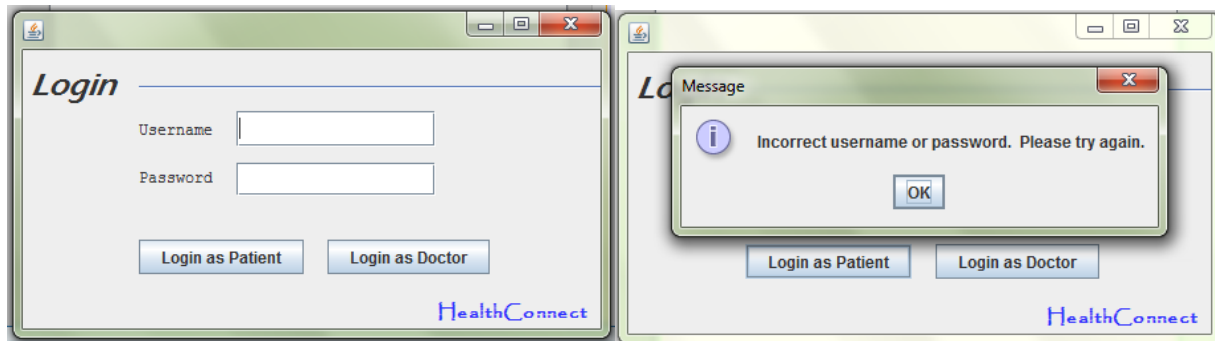 Login
Username
Password
Login as Patient Login as Doctor
HealthConnect
Lo
Message
Incorrect username or password. Please try again.
OK
Login as Patient Login as Doctor
HealthConnect